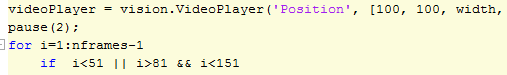 videoPlayer = vision.VideoPlayer('Position', [100, 100, width,
pause(2);
for i=1:nframes-1
if i<51 || i>81 && i<151